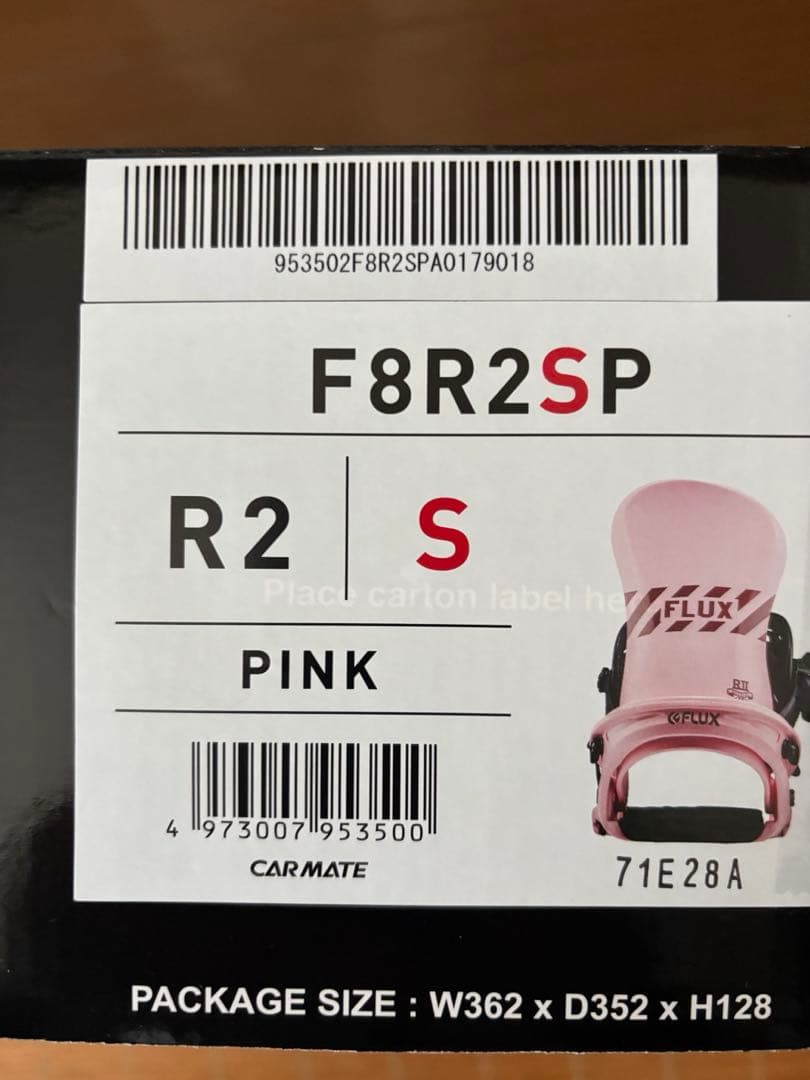 953502F8R2SPA0179018
F8R2SP
R2 S
Place carton label he
FLUX
PINK
RII
FLUX
4 973007 953500
CARMATE
71E28A
PACKAGE SIZE : W362 x D352 x H128